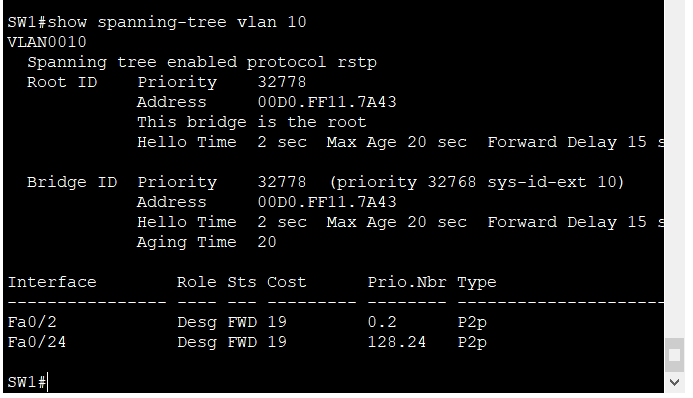 SW1#show spanning-tree vlan 10
VLAN0010
  Spanning tree enabled protocol rstp
  Root ID    Priority    32778
             Address     00D0.FF11.7A43
             This bridge is the root
             Hello Time  2 sec  Max Age 20 sec  Forward Delay 15 s

  Bridge ID  Priority    32778  (priority 32768 sys-id-ext 10)
             Address     00D0.FF11.7A43
             Hello Time  2 sec  Max Age 20 sec  Forward Delay 15 s
             Aging Time  20

Interface        Role Sts Cost      Prio.Nbr Type
---------------- ---- --- --------- -------- ---------------------
Fa0/2            Desg FWD 19        0.2      P2p
Fa0/24           Desg FWD 19        128.24   P2p

SW1#